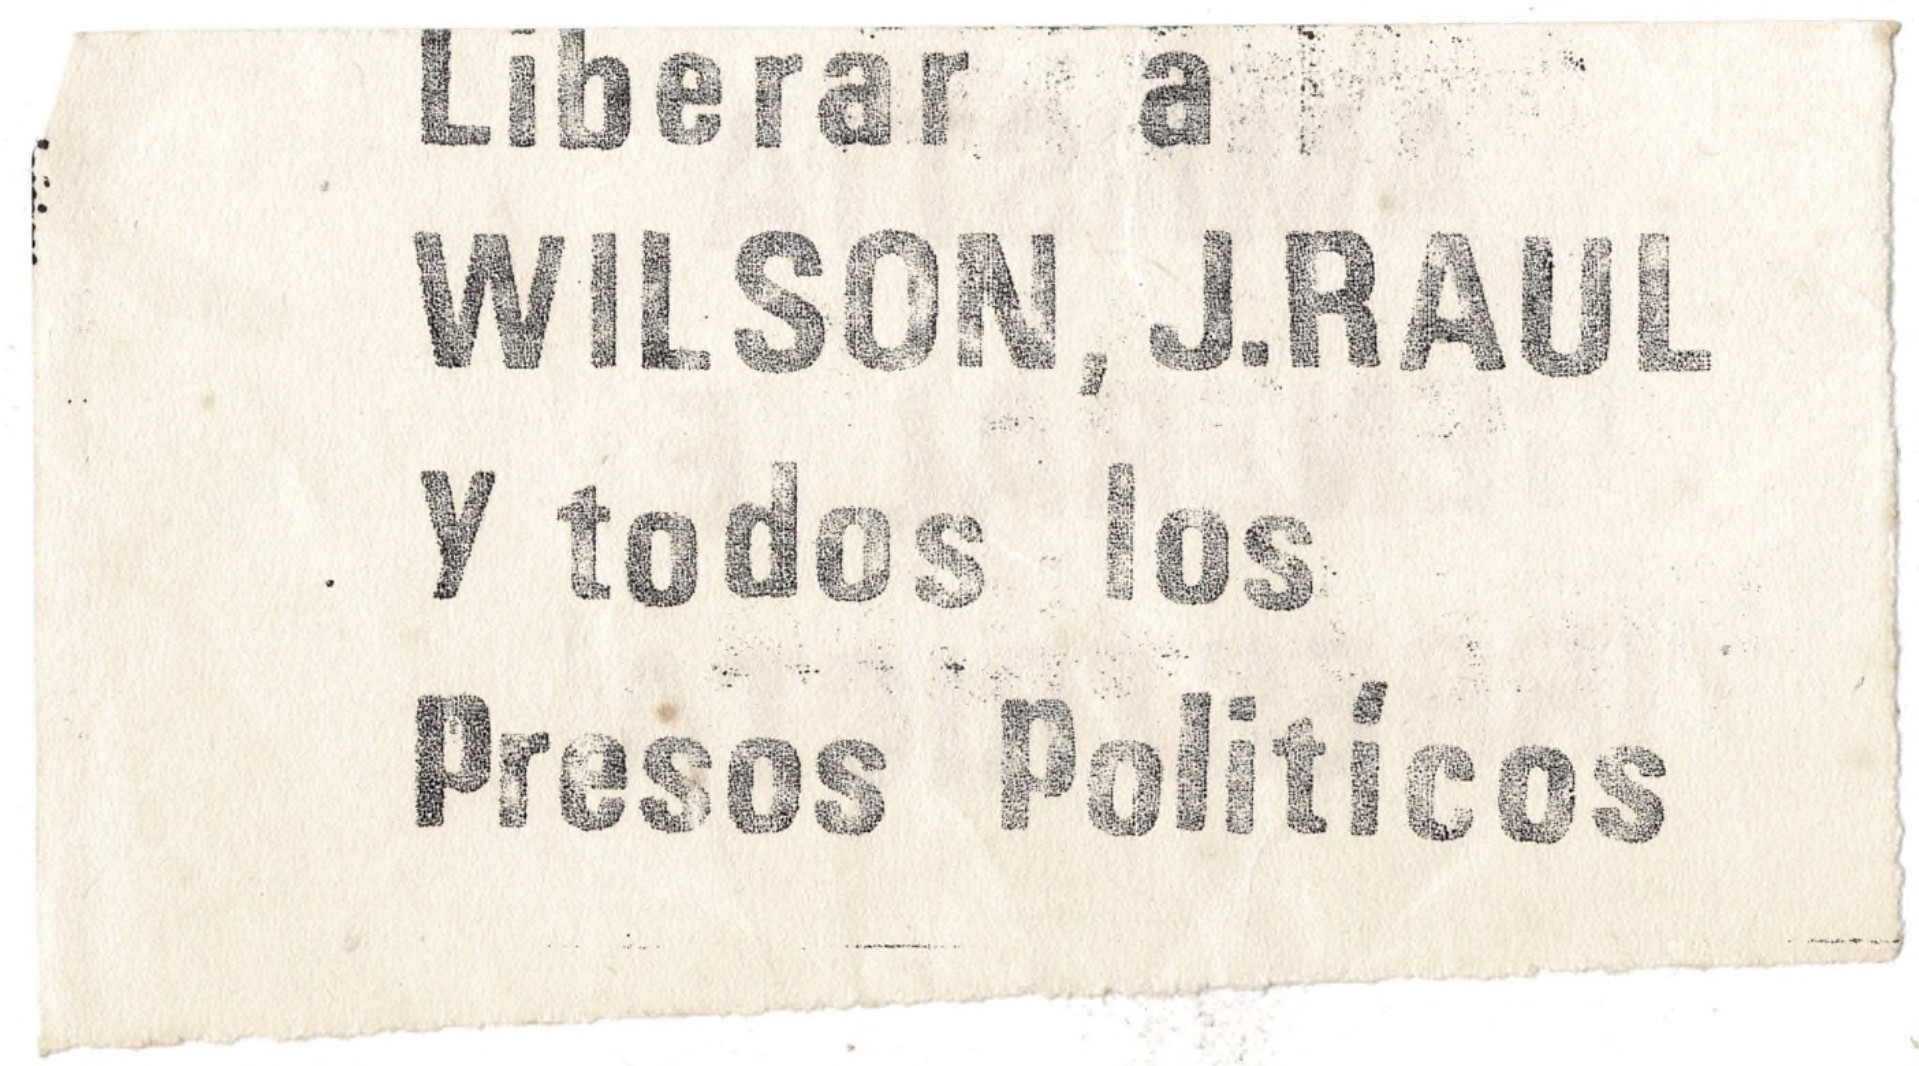 Liberar a
WILSON, J.RAUL
y todos los
Presos Politícos